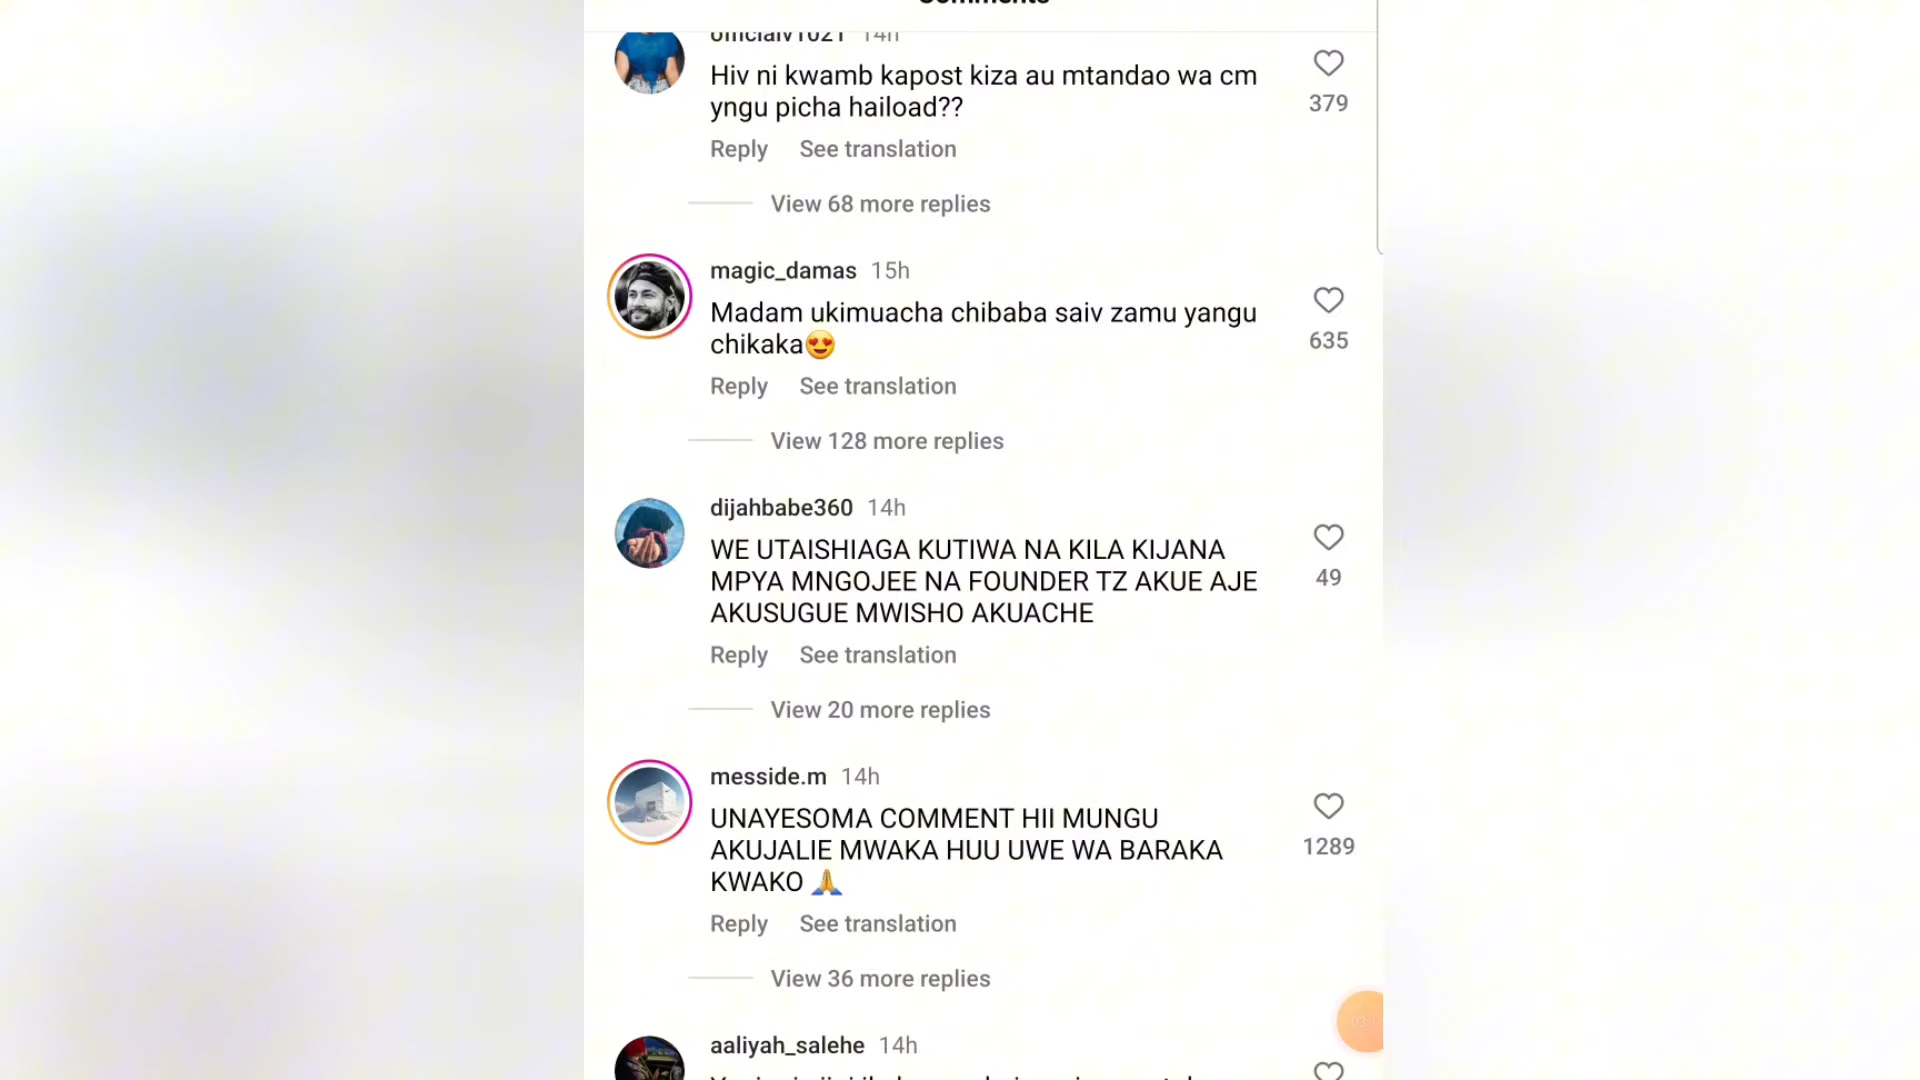 Comments
officialv1021 14h
Hiv ni kwamb kapost kiza au mtandao wa cm
yngu picha haiload??
379
Reply See translation
View 68 more replies
magic_damas 15h
Madam ukimuacha chibaba saiv zamu yangu
chikaka😍
635
Reply See translation
View 128 more replies
dijahbabe360 14h
WE UTAISHIAGA KUTIWA NA KILA KIJANA
MPYA MNGOJEE NA FOUNDER TZ AKUE AJE
AKUSUGUE MWISHO AKUACHE
49
Reply See translation
View 20 more replies
messide.m 14h
UNAYESOMA COMMENT HII MUNGU
AKUJALIE MWAKA HUU UWE WA BARAKA
KWAKO 🙏
1289
Reply See translation
View 36 more replies
aaliyah_salehe 14h